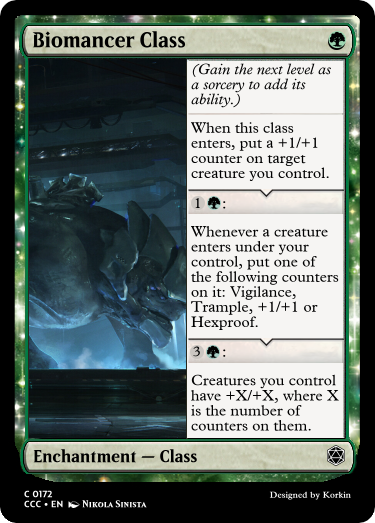 Biomancer Class
(Gain the next level as
a sorcery to add its
ability.)
When this class
enters, put a +1/+1
counter on target
creature you control.
1 :
Whenever a creature
enters under your
control, put one of
the following counters
on it: Vigilance,
Trample, +1/+1 or
Hexproof.
3 :
Creatures you control
have +X/+X, where X
is the number of
counters on them.
Enchantment — Class
C 0172
CCC • EN Nikola Sinista
Designed by Korkin